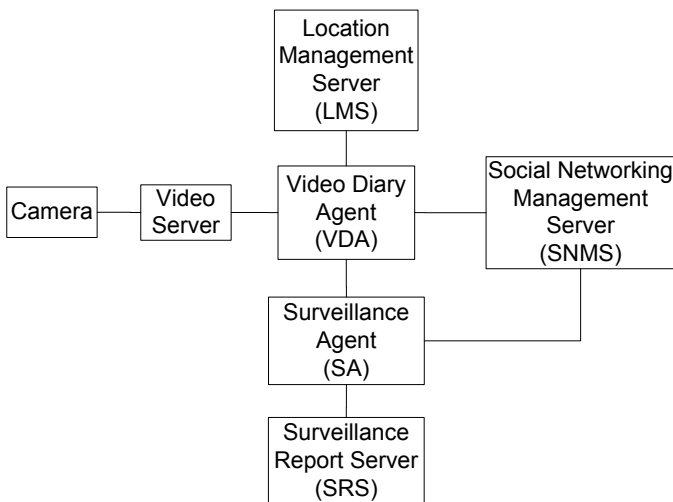 Location
Management
Server
(LMS)
Camera
Video
Server
Video Diary
Agent
(VDA)
Social Networking
Management
Server
(SNMS)
Surveillance
Agent
(SA)
Surveillance
Report Server
(SRS)